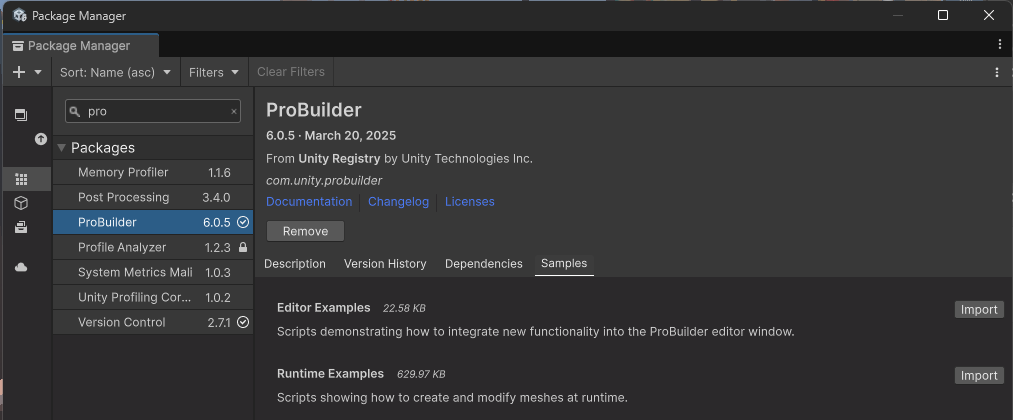 Package Manager
Package Manager
Sort: Name (asc) Filters Clear Filters
pro
Packages
Memory Profiler 1.1.6
Post Processing 3.4.0
ProBuilder 6.0.5
Profile Analyzer 1.2.3
System Metrics Mali 1.0.3
Unity Profiling Cor... 1.0.2
Version Control 2.7.1
ProBuilder
6.0.5 · March 20, 2025
From Unity Registry by Unity Technologies Inc.
com.unity.probuilder
Documentation Changelog Licenses
Remove
Description Version History Dependencies Samples
Editor Examples 22.58 KB Import
Scripts demonstrating how to integrate new functionality into the ProBuilder editor window.
Runtime Examples 629.97 KB Import
Scripts showing how to create and modify meshes at runtime.